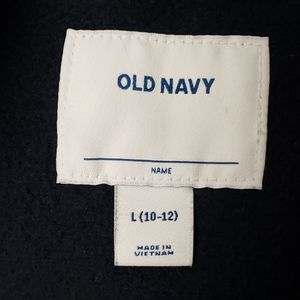 OLD NAVY
NAME
L (10-12)
MADE IN
VIETNAM